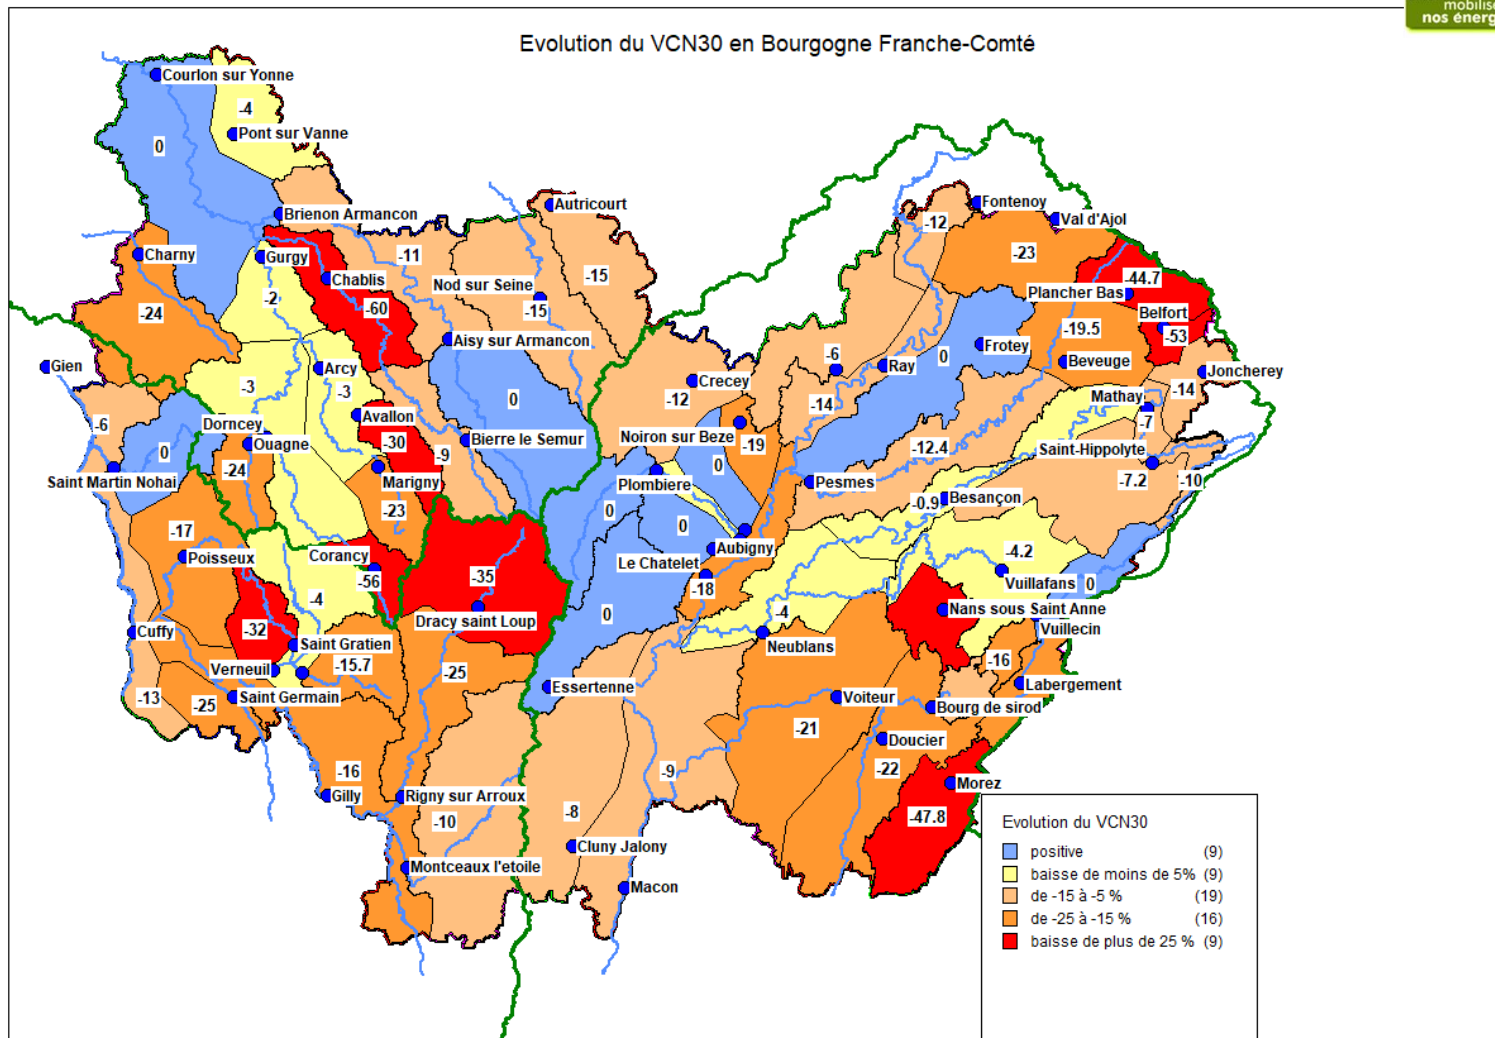 mobilise
nos énerg
Evolution du VCN30 en Bourgogne Franche-Comté
Courlon sur Yonne
-4
Pont sur Vanne
0
Autricourt
Fontenoy
Brienon Armancon
-12
Val d'Ajol
Charny
Gurgy
-11
-23
Chablis
Nod sur Seine
-15
-44.7
Plancher Bas
-2
-15
-60
-24
Belfort
-19.5
-53
Aisy sur Armancon
Frotey
Gien
Arcy
-6
Ray
0
Beveuge
Joncherey
-3
-3
Crecey
-12
-14
-14
Mathay
Avallon
0
-6
Dorncey
Ouagne
-30
Bierre le Semur
Noiron sur Beze
-19
-12.4
-7
Saint-Hippolyte
0
-9
-24
0
Saint Martin Nohai
Marigny
Plombiere
Pesmes
-7.2
-10
-23
0
-0.9
Besançon
-17
0
Poisseux
Corancy
Aubigny
-4.2
Le Chatelet
-56
-35
-18
Vuillafans
0
-4
0
-4
Nans sous Saint Anne
Dracy saint Loup
Cuffy
-32
Neublans
Vuillecin
Saint Gratien
Verneuil
-15.7
-25
-16
Saint Germain
Essertenne
Labergement
-13
-25
Voiteur
Bourg de sirod
-21
Doucier
-16
-9
-22
Gilly
Rigny sur Arroux
Morez
-10
-8
-47.8
Cluny Jalony
Montceaux l'etoile
Macon
Evolution du VCN30
positive (9)
baisse de moins de 5% (9)
de -15 à -5 % (19)
de -25 à -15 % (16)
baisse de plus de 25 % (9)